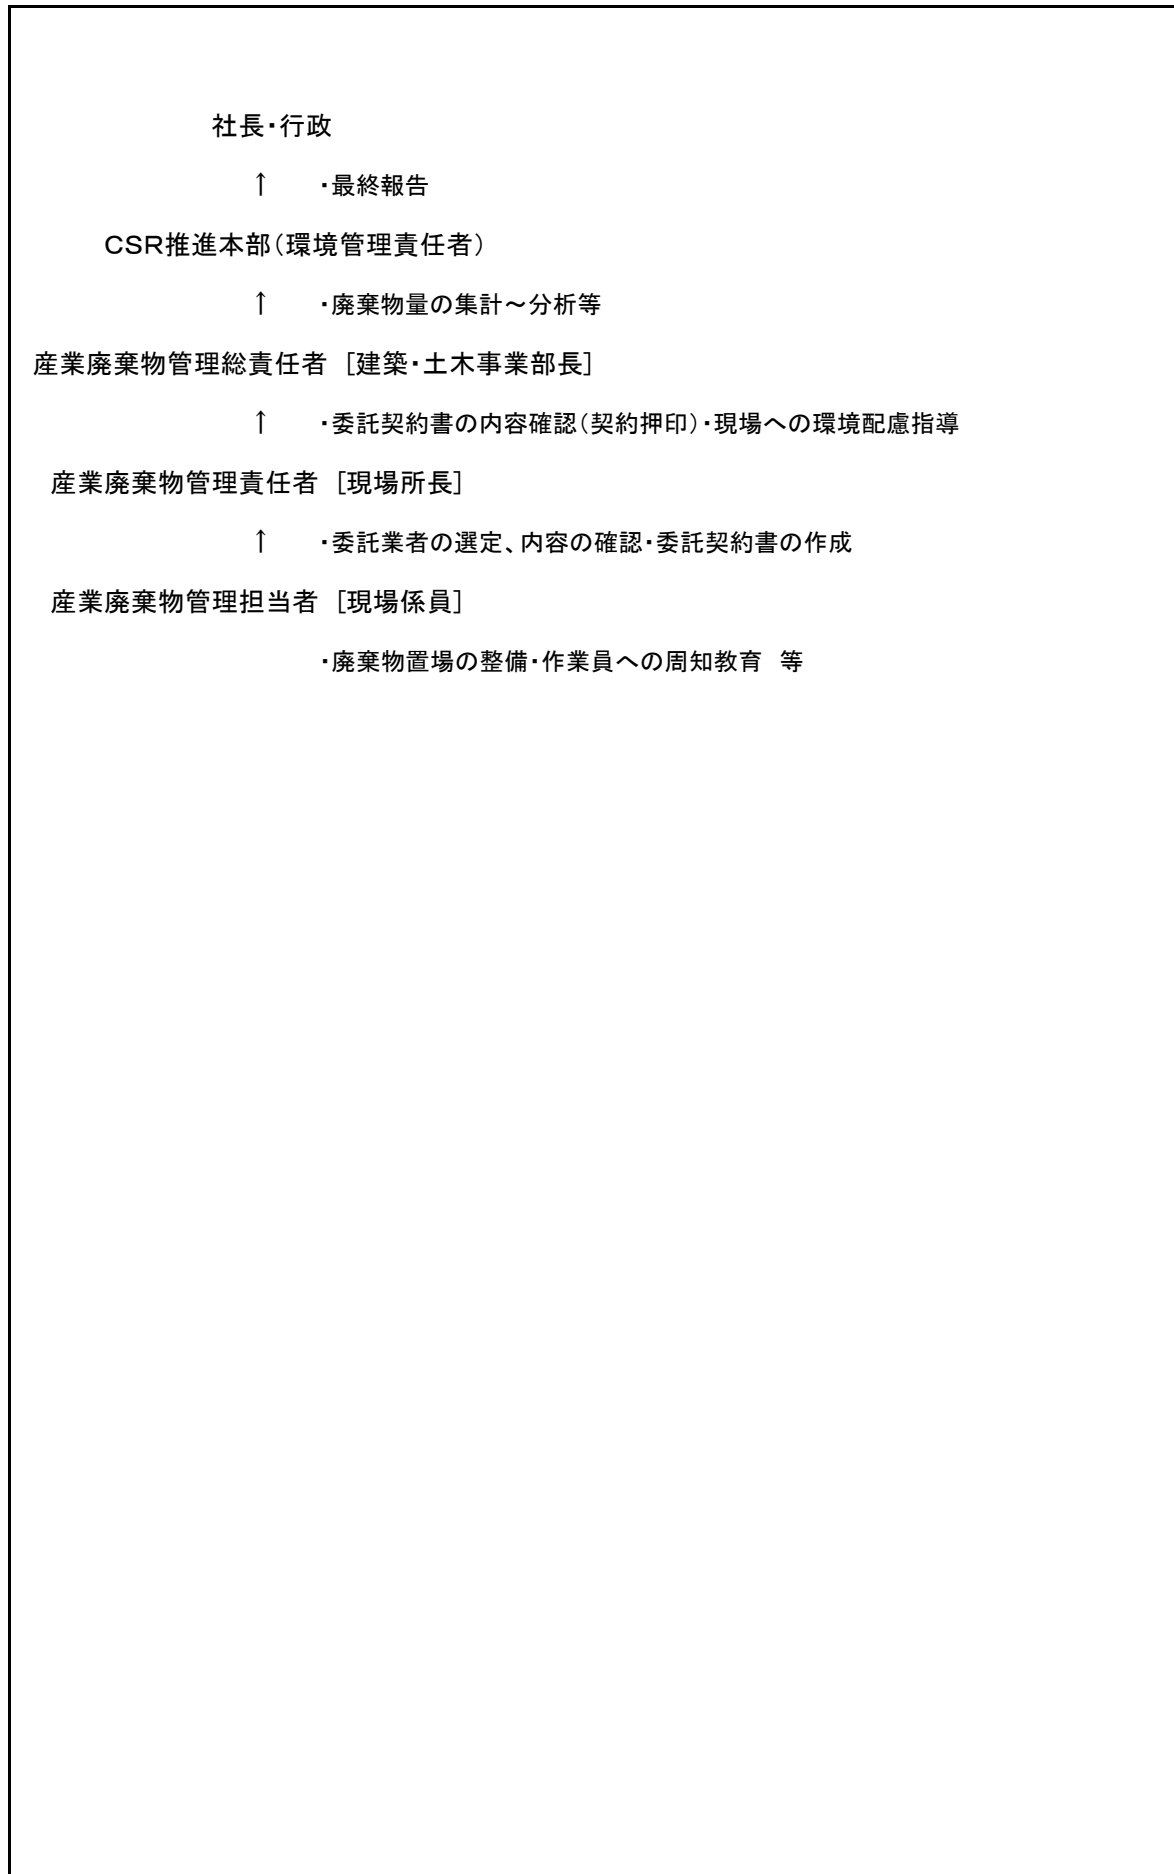 社長・行政
↑　・最終報告
CSR推進本部（環境管理責任者）
↑　・廃棄物量の集計～分析等
産業廃棄物管理総責任者 ［建築・土木事業部長］
↑　・委託契約書の内容確認（契約押印）・現場への環境配慮指導
産業廃棄物管理責任者 ［現場所長］
↑　・委託業者の選定、内容の確認・委託契約書の作成
産業廃棄物管理担当者 ［現場係員］
・廃棄物置場の整備・作業員への周知教育　等